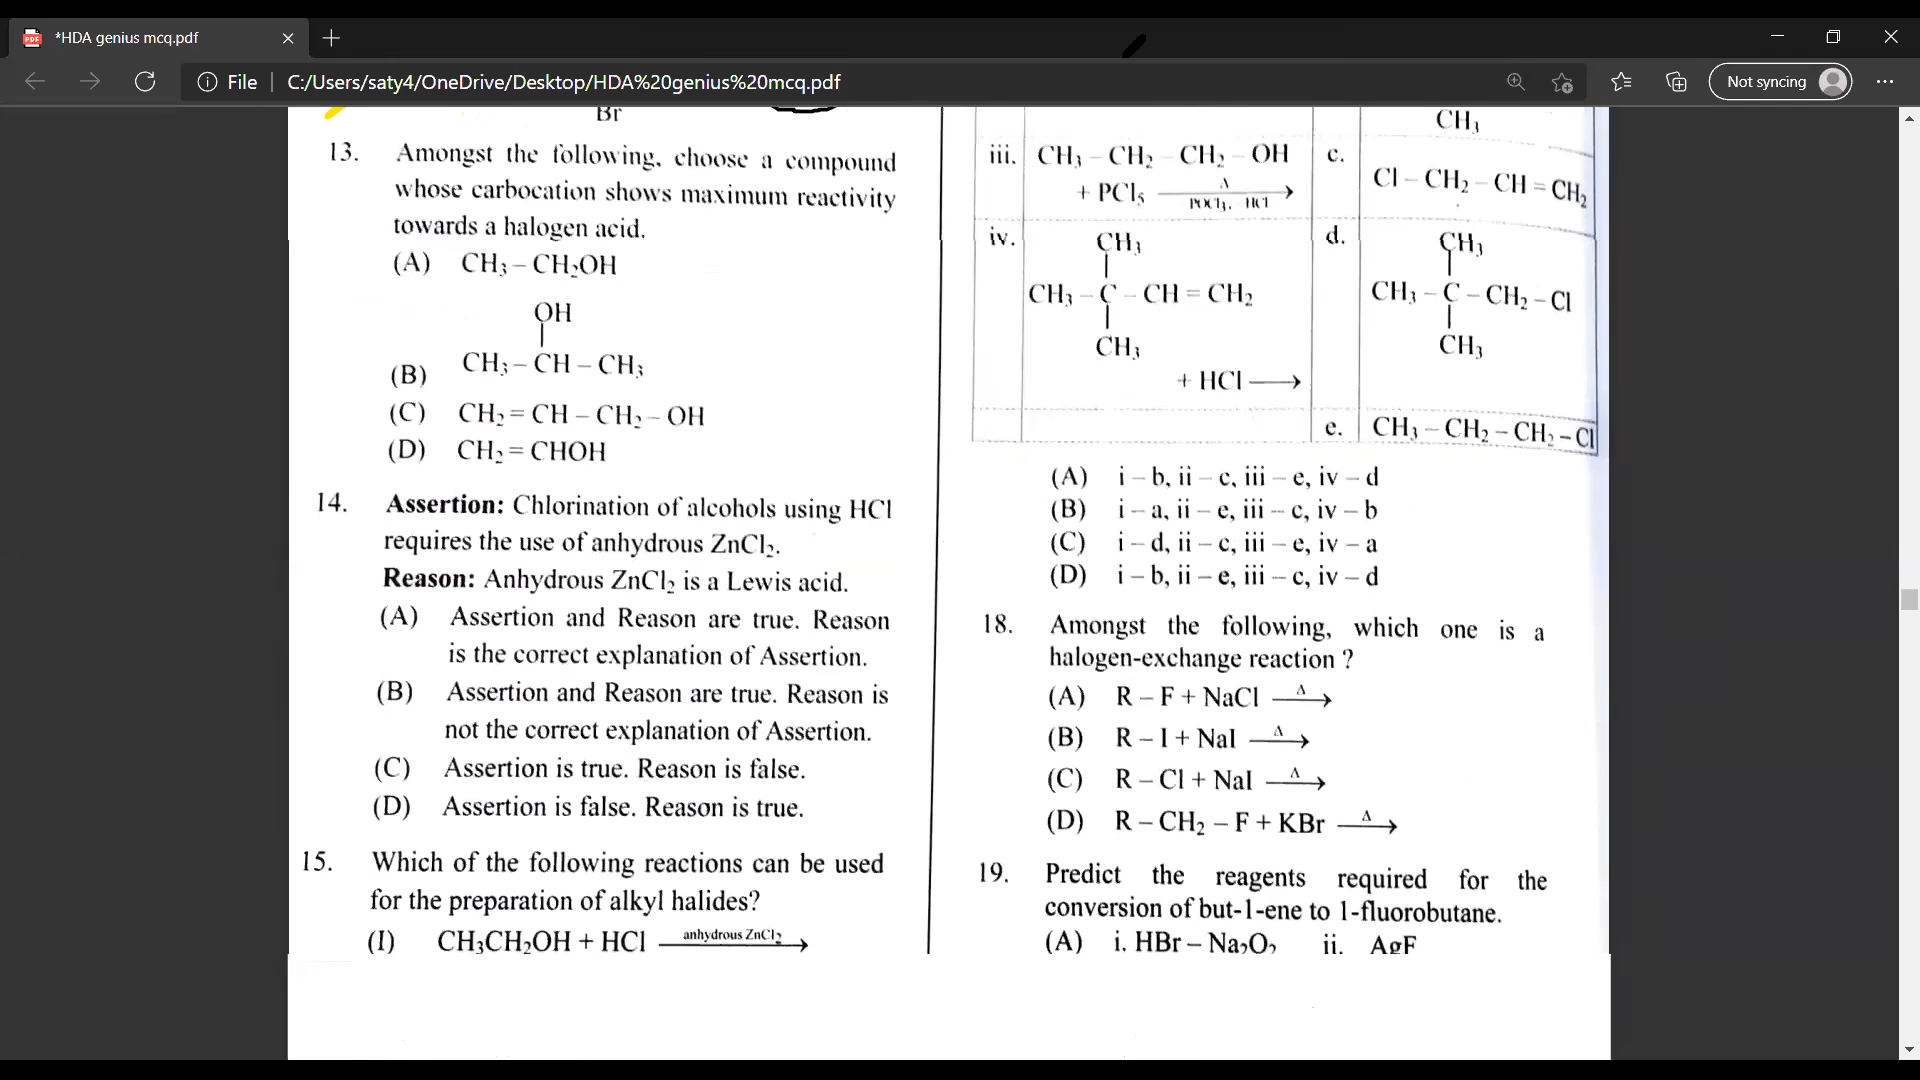 *HDA genius mcq.pdf
File | C:/Users/saty4/OneDrive/Desktop/HDA%20genius%20mcq.pdf
Not syncing
Br
13. Amongst the following, choose a compound
whose carbocation shows maximum reactivity
towards a halogen acid.
(A) CH₃ – CH₂OH
OH
(B) CH₃ – CH – CH₃
(C) CH₂ = CH – CH₂ – OH
(D) CH₂ = CHOH
14. Assertion: Chlorination of alcohols using HCl
requires the use of anhydrous ZnCl₂.
Reason: Anhydrous ZnCl₂ is a Lewis acid.
(A) Assertion and Reason are true. Reason
is the correct explanation of Assertion.
(B) Assertion and Reason are true. Reason is
not the correct explanation of Assertion.
(C) Assertion is true. Reason is false.
(D) Assertion is false. Reason is true.
15. Which of the following reactions can be used
for the preparation of alkyl halides?
(I) CH₃CH₂OH + HCl anhydrous ZnCl₂ →
CH₃
iii. CH₃ – CH₂ – CH₂ – OH c. Cl – CH₂ – CH = CH₂
+ PCl₅ Δ → POCl₃, HCl
iv. CH₃ d. CH₃
CH₃ – C – CH = CH₂ CH₃ – C – CH₂ – Cl
CH₃ CH₃
+ HCl →
e. CH₃ – CH₂ – CH₂ – Cl
(A) i – b, ii – c, iii – e, iv – d
(B) i – a, ii – e, iii – c, iv – b
(C) i – d, ii – c, iii – e, iv – a
(D) i – b, ii – e, iii – c, iv – d
18. Amongst the following, which one is a
halogen-exchange reaction ?
(A) R – F + NaCl Δ →
(B) R – I + NaI Δ →
(C) R – Cl + NaI Δ →
(D) R – CH₂ – F + KBr Δ →
19. Predict the reagents required for the
conversion of but-1-ene to 1-fluorobutane.
(A) i. HBr – Na₂O₂ ii. AgF